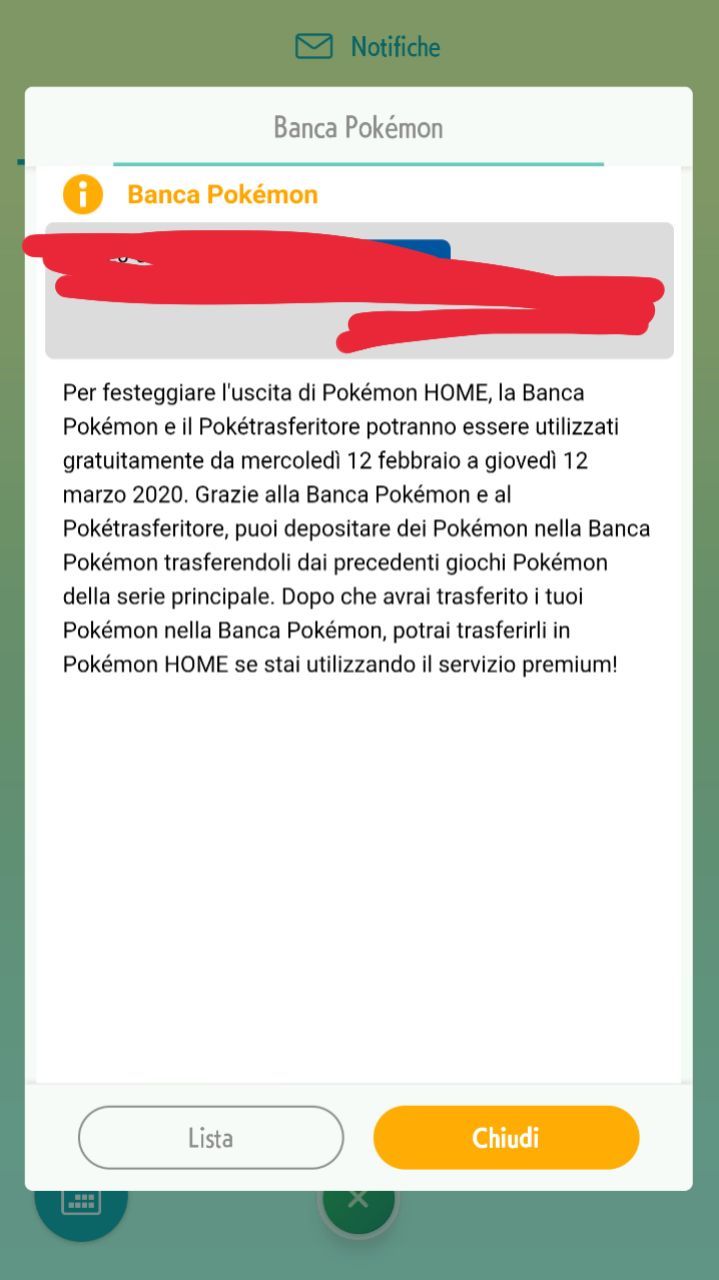 Notifiche
Banca Pokémon
Banca Pokémon
Per festeggiare l'uscita di Pokémon HOME, la Banca
Pokémon e il Pokétrasferitore potranno essere utilizzati
gratuitamente da mercoledì 12 febbraio a giovedì 12
marzo 2020. Grazie alla Banca Pokémon e al
Pokétrasferitore, puoi depositare dei Pokémon nella Banca
Pokémon trasferendoli dai precedenti giochi Pokémon
della serie principale. Dopo che avrai trasferito i tuoi
Pokémon nella Banca Pokémon, potrai trasferirli in
Pokémon HOME se stai utilizzando il servizio premium!
Lista
Chiudi